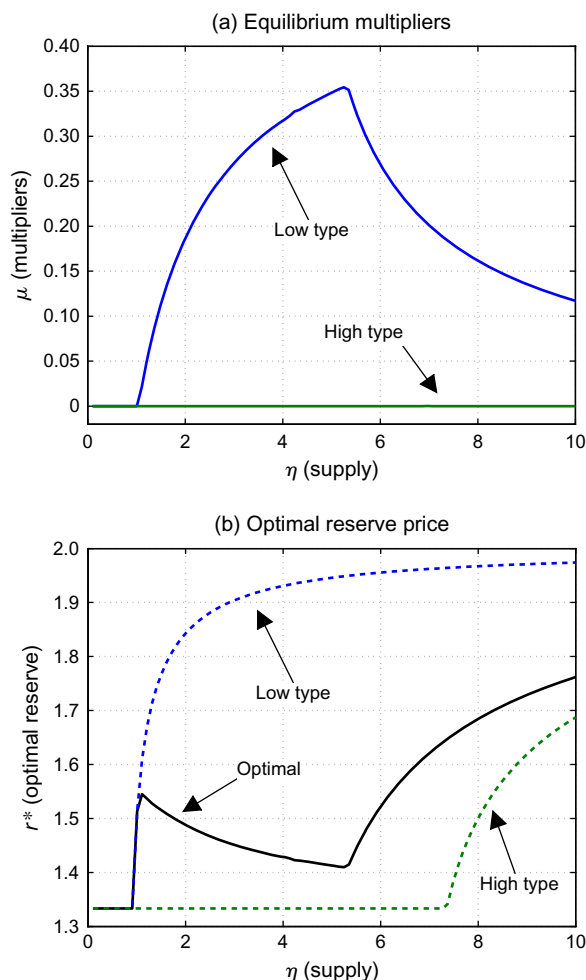 (a) Equilibrium multipliers
0.40
0.35
0.30
0.25
0.20
0.15
0.10
0.05
0
μ (multipliers)
Low type
High type
0 2 4 6 8 10
η (supply)
(b) Optimal reserve price
2.0
1.9
1.8
1.7
1.6
1.5
1.4
1.3
r* (optimal reserve)
Low type
Optimal
High type
0 2 4 6 8 10
η (supply)